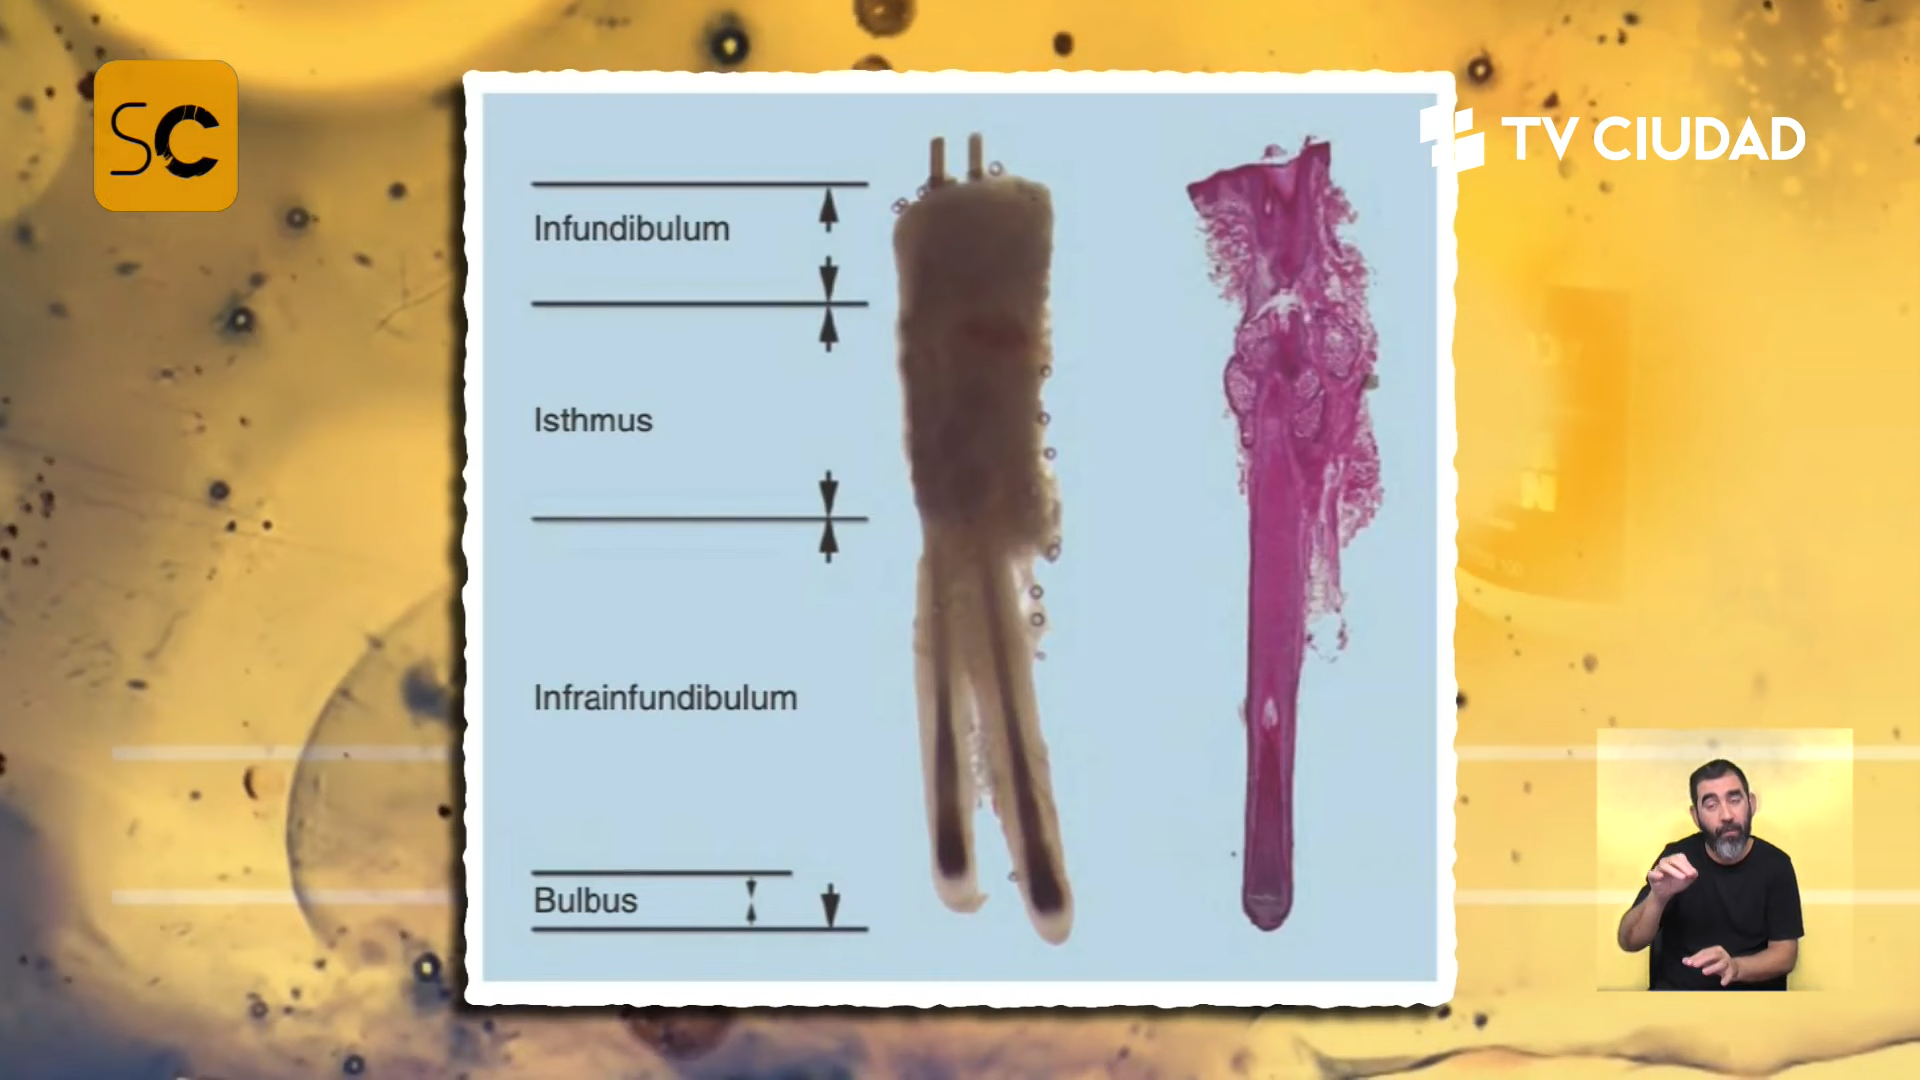 SC
TV CIUDAD
Infundibulum
Isthmus
Infrainfundibulum
Bulbus